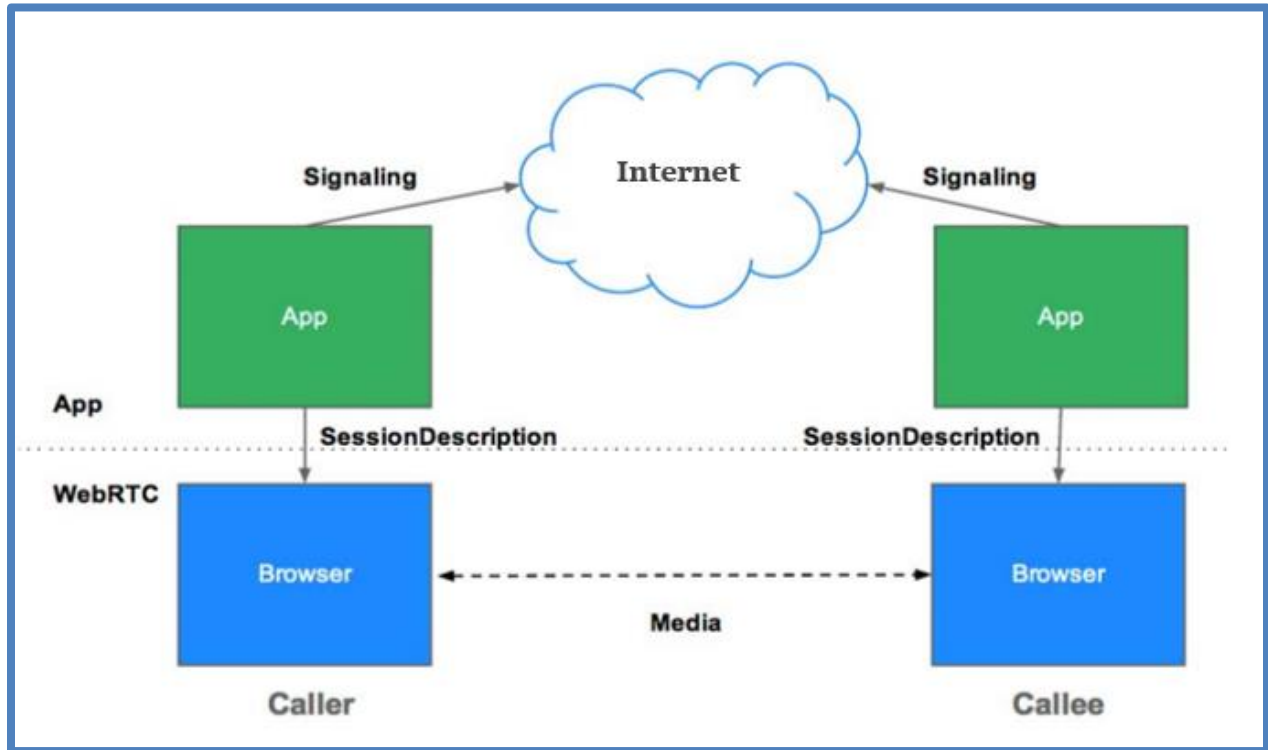 Internet
Signaling
Signaling
App
App
App
SessionDescription
SessionDescription
WebRTC
Browser
Browser
Media
Caller
Callee